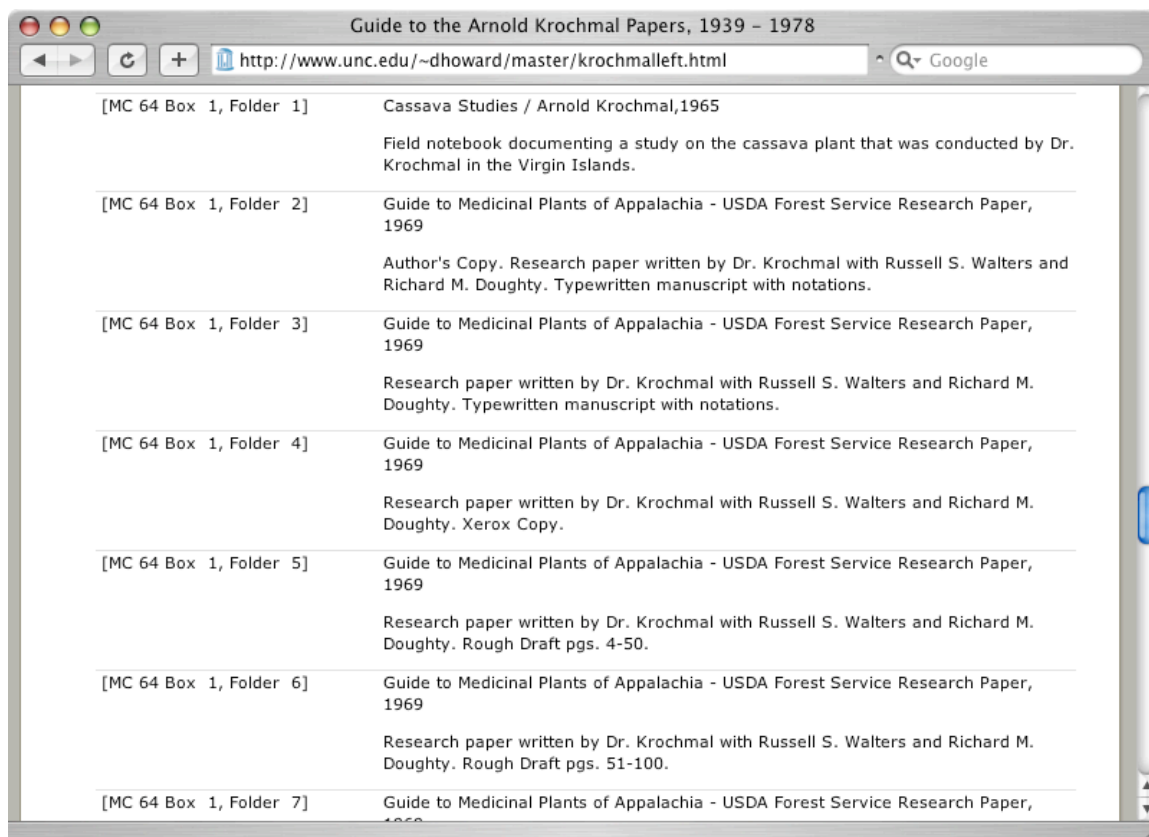 Guide to the Arnold Krochmal Papers, 1939 – 1978
http://www.unc.edu/~dhoward/master/krochmalleft.html
Google
[MC 64 Box 1, Folder 1] Cassava Studies / Arnold Krochmal,1965
Field notebook documenting a study on the cassava plant that was conducted by Dr.
Krochmal in the Virgin Islands.
[MC 64 Box 1, Folder 2] Guide to Medicinal Plants of Appalachia - USDA Forest Service Research Paper,
1969
Author's Copy. Research paper written by Dr. Krochmal with Russell S. Walters and
Richard M. Doughty. Typewritten manuscript with notations.
[MC 64 Box 1, Folder 3] Guide to Medicinal Plants of Appalachia - USDA Forest Service Research Paper,
1969
Research paper written by Dr. Krochmal with Russell S. Walters and Richard M.
Doughty. Typewritten manuscript with notations.
[MC 64 Box 1, Folder 4] Guide to Medicinal Plants of Appalachia - USDA Forest Service Research Paper,
1969
Research paper written by Dr. Krochmal with Russell S. Walters and Richard M.
Doughty. Xerox Copy.
[MC 64 Box 1, Folder 5] Guide to Medicinal Plants of Appalachia - USDA Forest Service Research Paper,
1969
Research paper written by Dr. Krochmal with Russell S. Walters and Richard M.
Doughty. Rough Draft pgs. 4-50.
[MC 64 Box 1, Folder 6] Guide to Medicinal Plants of Appalachia - USDA Forest Service Research Paper,
1969
Research paper written by Dr. Krochmal with Russell S. Walters and Richard M.
Doughty. Rough Draft pgs. 51-100.
[MC 64 Box 1, Folder 7] Guide to Medicinal Plants of Appalachia - USDA Forest Service Research Paper,